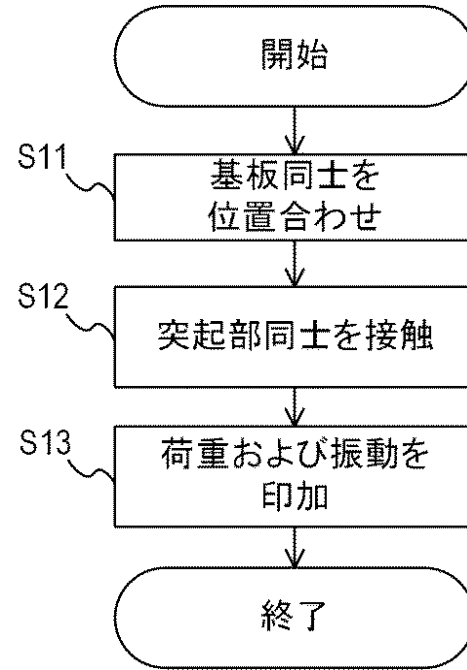 開始
S11
基板同士を
位置合わせ
S12
突起部同士を接触
S13
荷重および振動を
印加
終了